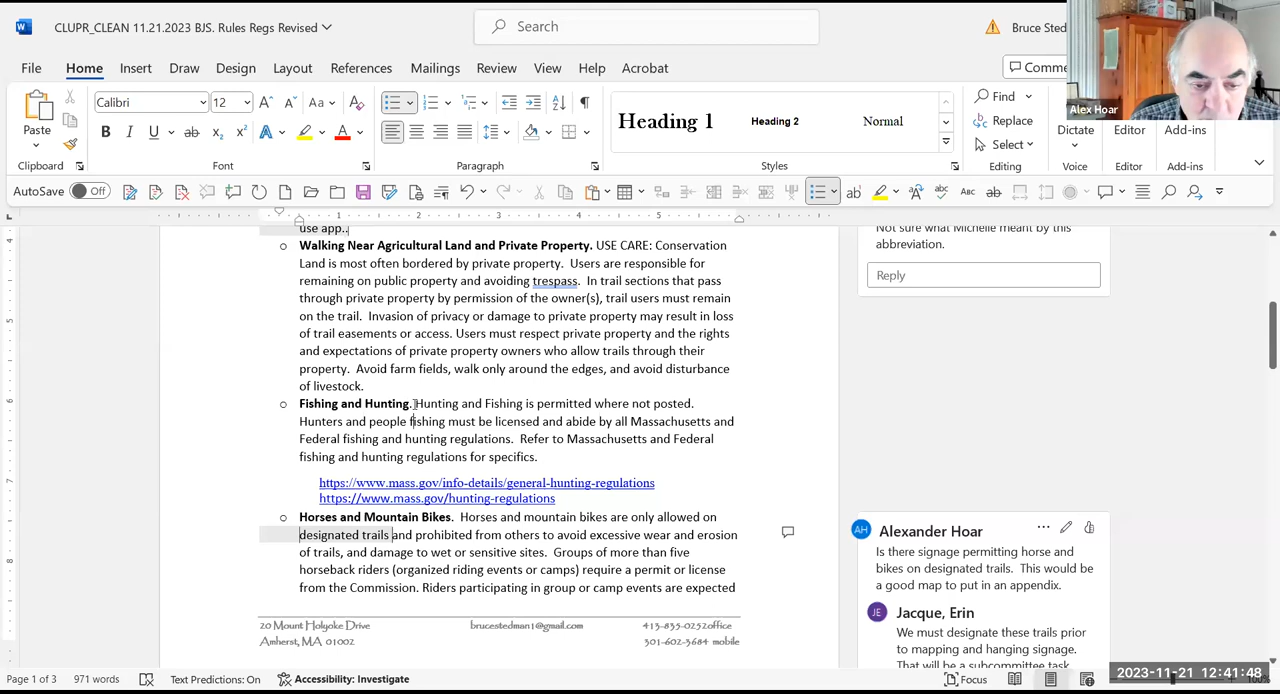 CLUPR_CLEAN 11.21.2023 BJS. Rules Regs Revised
Search
Bruce Sted
File Home Insert Draw Design Layout References Mailings Review View Help Acrobat
Comme
Alex Hoar
Calibri 12
Paste
Heading 1 Heading 2 Normal
Find
Replace
Select
Dictate Editor Add-ins
Clipboard Font Paragraph Styles Editing Voice Editor Add-ins
AutoSave Off
1 2 3 4 5
use app..
Walking Near Agricultural Land and Private Property. USE CARE: Conservation
Land is most often bordered by private property. Users are responsible for
remaining on public property and avoiding trespass. In trail sections that pass
through private property by permission of the owner(s), trail users must remain
on the trail. Invasion of privacy or damage to private property may result in loss
of trail easements or access. Users must respect private property and the rights
and expectations of private property owners who allow trails through their
property. Avoid farm fields, walk only around the edges, and avoid disturbance
of livestock.
Fishing and Hunting. Hunting and Fishing is permitted where not posted.
Hunters and people fishing must be licensed and abide by all Massachusetts and
Federal fishing and hunting regulations. Refer to Massachusetts and Federal
fishing and hunting regulations for specifics.
https://www.mass.gov/info-details/general-hunting-regulations
https://www.mass.gov/hunting-regulations
Horses and Mountain Bikes. Horses and mountain bikes are only allowed on
designated trails and prohibited from others to avoid excessive wear and erosion
of trails, and damage to wet or sensitive sites. Groups of more than five
horseback riders (organized riding events or camps) require a permit or license
from the Commission. Riders participating in group or camp events are expected
20 Mount Holyoke Drive brucestedman1@gmail.com 413-835-0252office
Amherst, MA 01002 301-602-3684 mobile
Not sure what Michelle meant by this
abbreviation.
Reply
AH Alexander Hoar
Is there signage permitting horse and
bikes on designated trails. This would be
a good map to put in an appendix.
JE Jacque, Erin
We must designate these trails prior
to mapping and hanging signage.
That will be a subcommittee task
Page 1 of 3 971 words Text Predictions: On Accessibility: Investigate Focus
2023-11-21 12:41:48